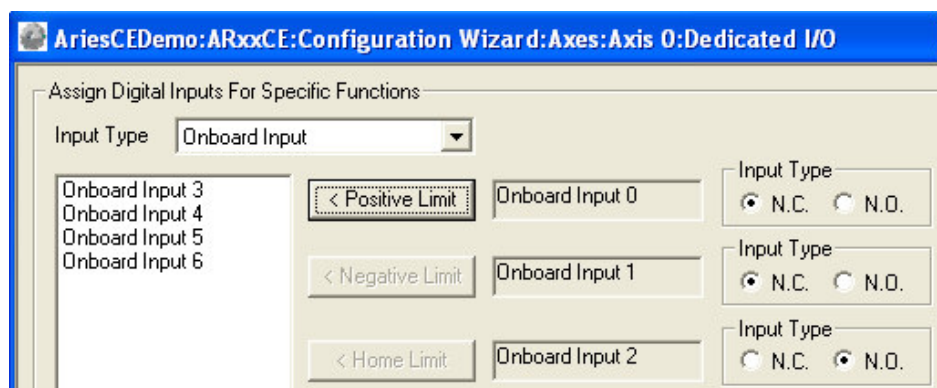 AriesCEDemo:ARxxCE:Configuration Wizard:Axes:Axis 0:Dedicated I/O
Assign Digital Inputs For Specific Functions
Input Type Onboard Input
Onboard Input 3
Onboard Input 4
Onboard Input 5
Onboard Input 6
< Positive Limit Onboard Input 0
Input Type
N.C. N.O.
< Negative Limit Onboard Input 1
Input Type
N.C. N.O.
< Home Limit Onboard Input 2
Input Type
N.C. N.O.